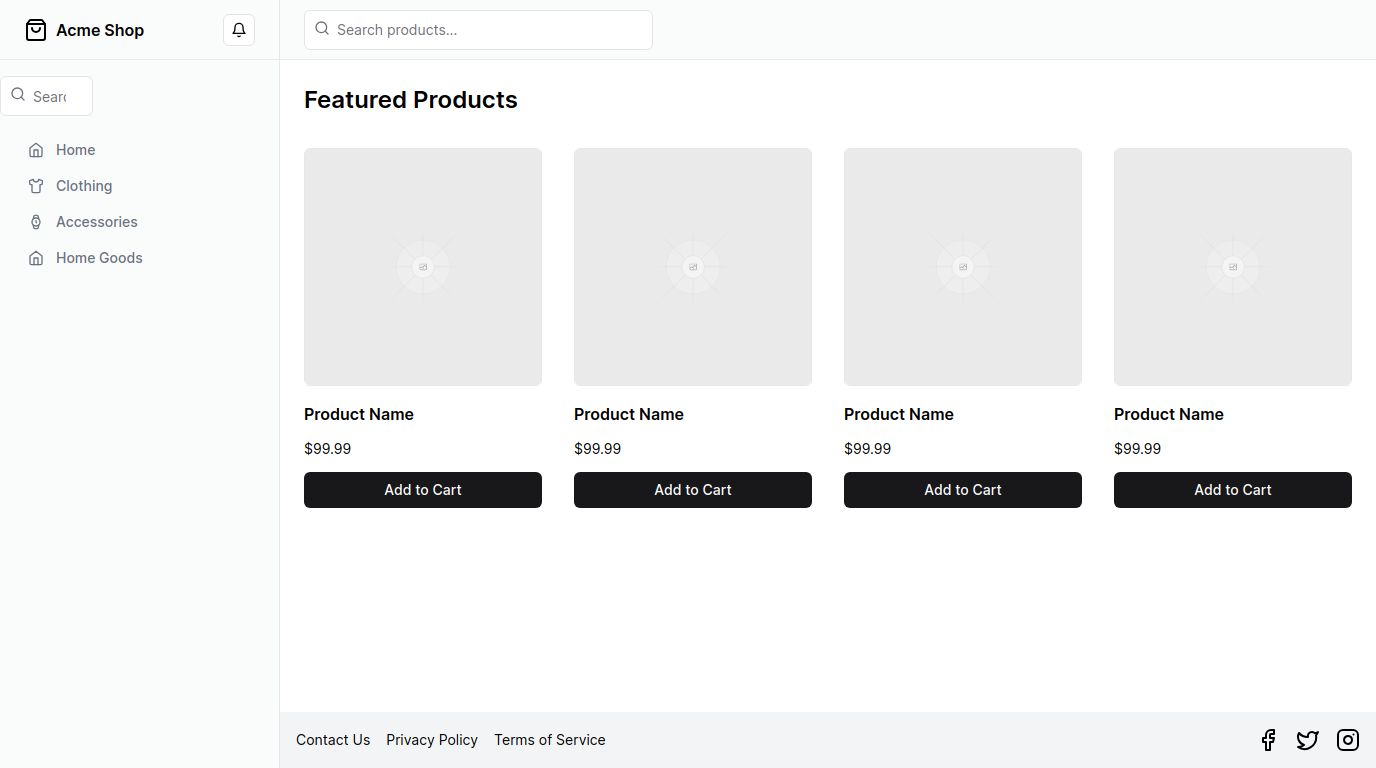 Acme Shop
Search products...
Searc
Home
Clothing
Accessories
Home Goods
Featured Products
Product Name
$99.99
Add to Cart
Product Name
$99.99
Add to Cart
Product Name
$99.99
Add to Cart
Product Name
$99.99
Add to Cart
Contact Us Privacy Policy Terms of Service